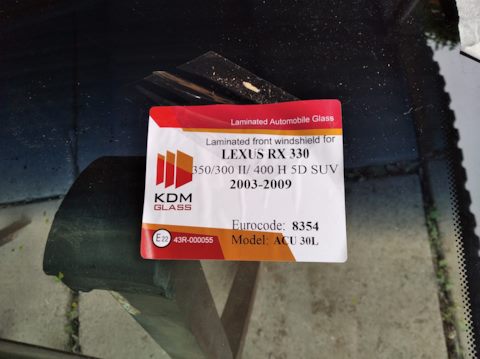 Laminated Automobile Glass
Laminated front windshield for
LEXUS RX 330
350/300 II/ 400 H 5D SUV
2003-2009
KDM
GLASS
Eurocode: 8354
E22 43R-000055
Model: ACU 30L